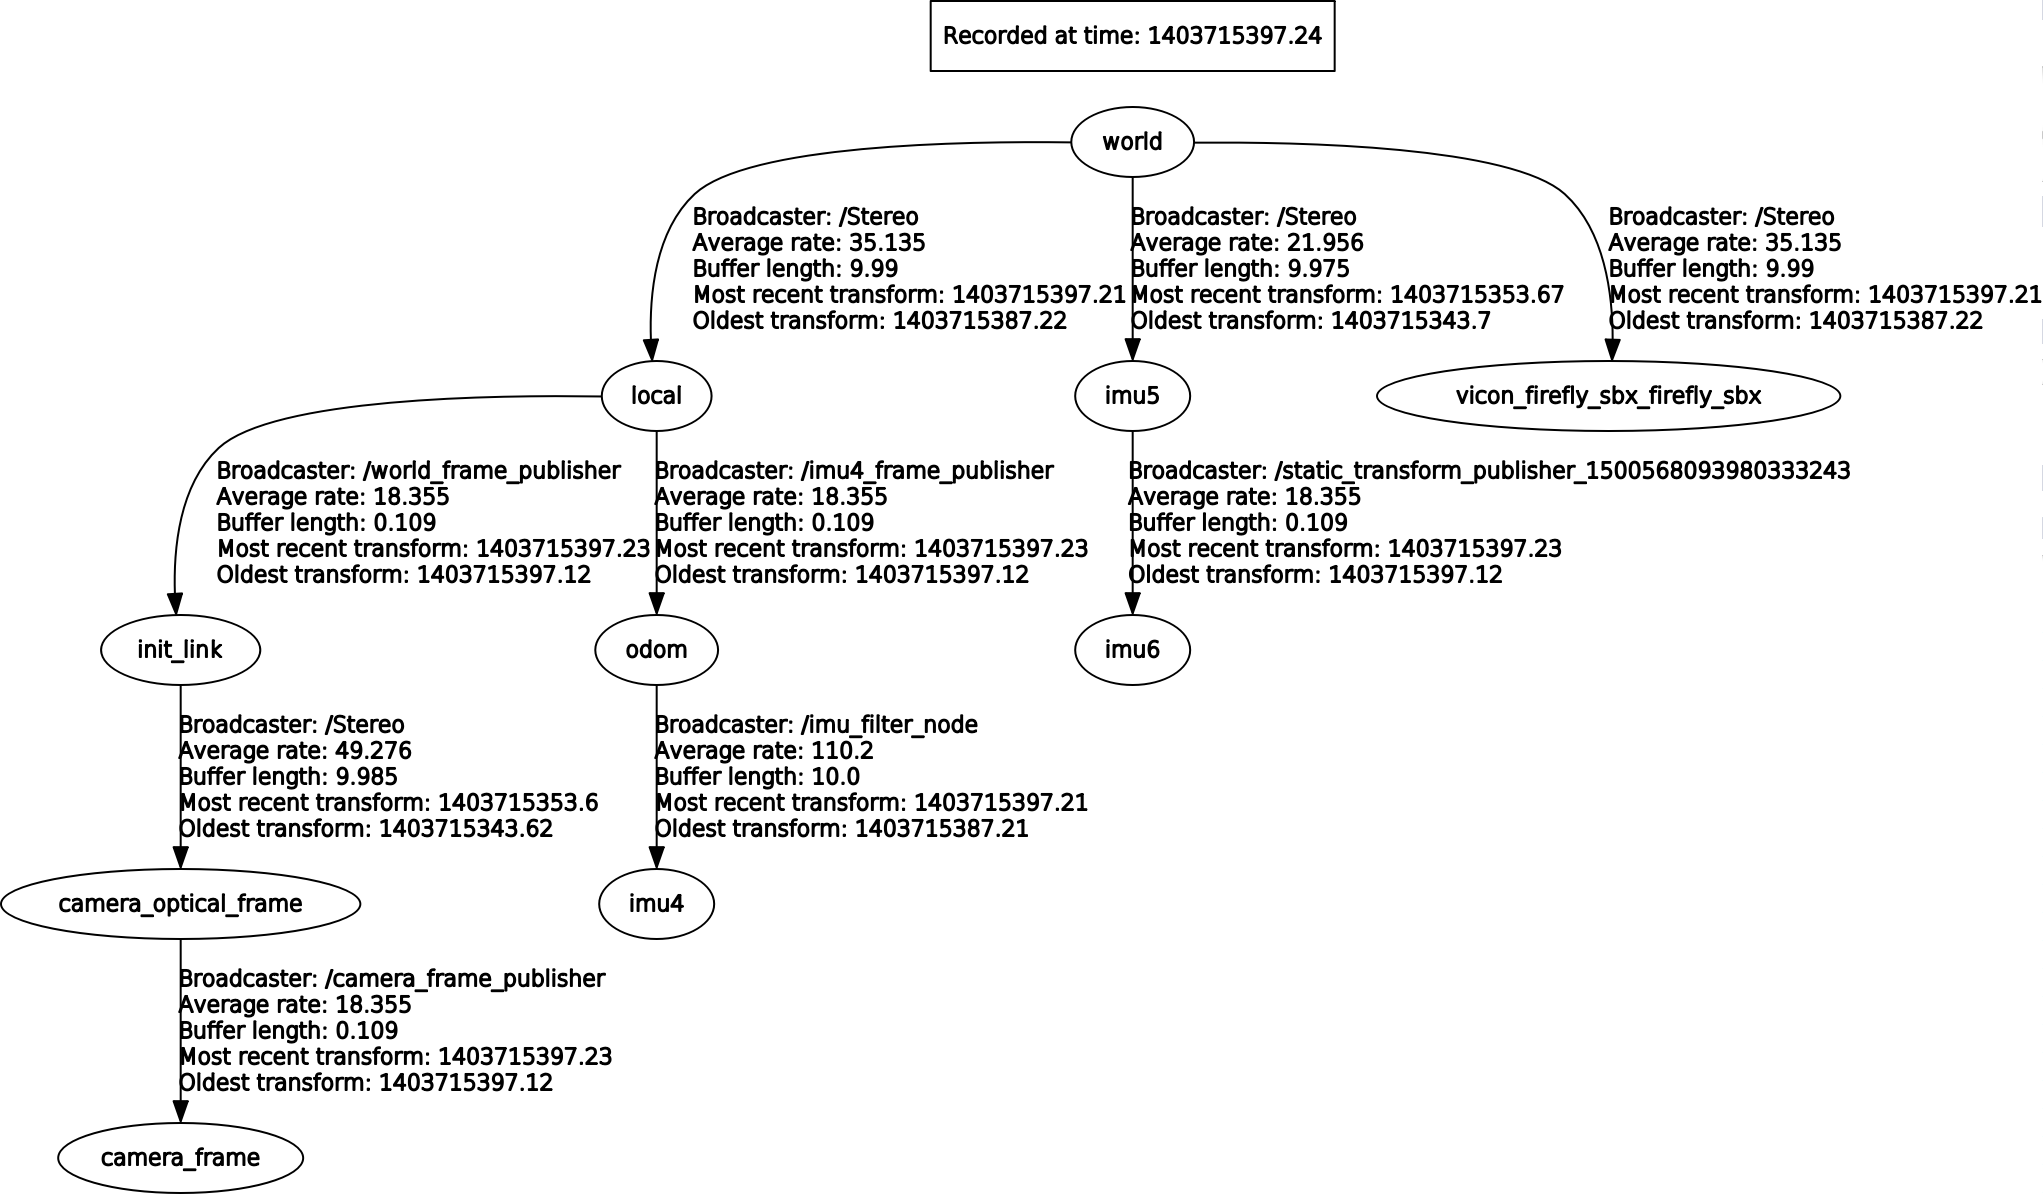 Recorded at time: 1403715397.24
world
Broadcaster: /Stereo
Average rate: 35.135
Buffer length: 9.99
Most recent transform: 1403715397.21
Oldest transform: 1403715387.22
Broadcaster: /Stereo
Average rate: 21.956
Buffer length: 9.975
Most recent transform: 1403715353.67
Oldest transform: 1403715343.7
Broadcaster: /Stereo
Average rate: 35.135
Buffer length: 9.99
Most recent transform: 1403715397.21
Oldest transform: 1403715387.22
local
imu5
vicon_firefly_sbx_firefly_sbx
Broadcaster: /world_frame_publisher
Average rate: 18.355
Buffer length: 0.109
Most recent transform: 1403715397.23
Oldest transform: 1403715397.12
Broadcaster: /imu4_frame_publisher
Average rate: 18.355
Buffer length: 0.109
Most recent transform: 1403715397.23
Oldest transform: 1403715397.12
Broadcaster: /static_transform_publisher_1500568093980333243
Average rate: 18.355
Buffer length: 0.109
Most recent transform: 1403715397.23
Oldest transform: 1403715397.12
init_link
odom
imu6
Broadcaster: /Stereo
Average rate: 49.276
Buffer length: 9.985
Most recent transform: 1403715353.6
Oldest transform: 1403715343.62
Broadcaster: /imu_filter_node
Average rate: 110.2
Buffer length: 10.0
Most recent transform: 1403715397.21
Oldest transform: 1403715387.21
camera_optical_frame
imu4
Broadcaster: /camera_frame_publisher
Average rate: 18.355
Buffer length: 0.109
Most recent transform: 1403715397.23
Oldest transform: 1403715397.12
camera_frame